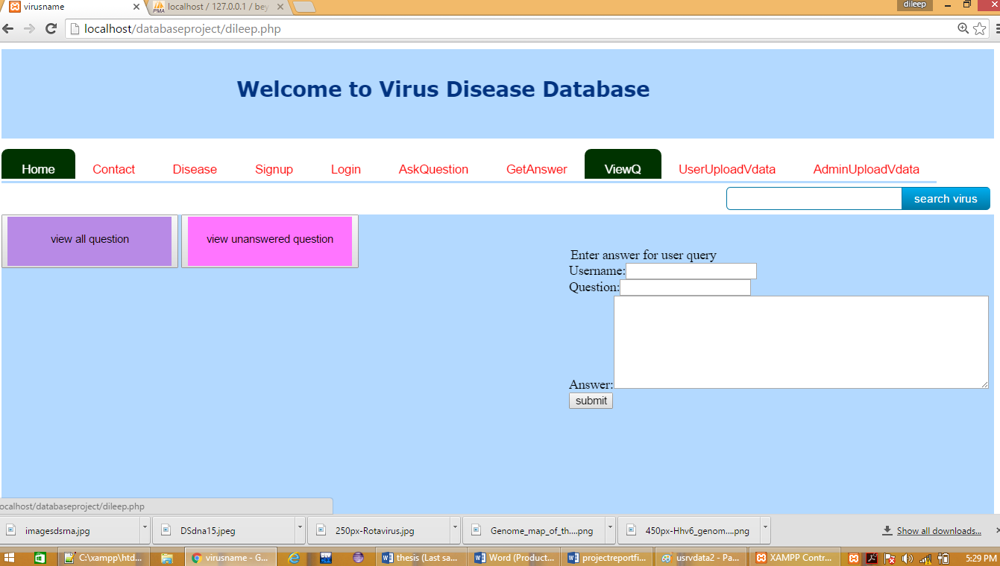 virusname
localhost / 127.0.0.1 / bey
dileep
localhost/databaseproject/dileep.php
Welcome to Virus Disease Database
Home Contact Disease Signup Login AskQuestion GetAnswer ViewQ UserUploadVdata AdminUploadVdata
search virus
view all question view unanswered question
Enter answer for user query
Username:
Question:
Answer:
submit
ocalhost/databaseproject/dileep.php
imagesdsrna.jpg DSdna15.jpeg 250px-Rotavirus.jpg Genome_map_of_th....png 450px-Hhv6_genom....png Show all downloads...
C:\xampp\htd... virusname - G... thesis (Last sa... Word (Product... projectreportfi... usrvdata2 - Pa... XAMPP Contr... 5:29 PM